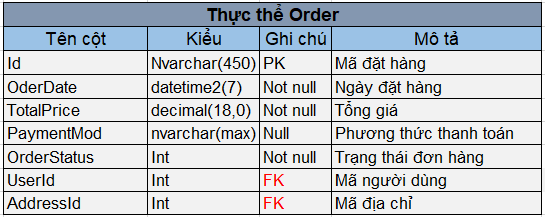 Thực thể Order
Tên cột Kiểu Ghi chú Mô tả
Id Nvarchar(450) PK Mã đặt hàng
OderDate datetime2(7) Not null Ngày đặt hàng
TotalPrice decimal(18,0) Not null Tổng giá
PaymentMod nvarchar(max) Null Phương thức thanh toán
OrderStatus Int Not null Trạng thái đơn hàng
UserId Int FK Mã người dùng
AddressId Int FK Mã địa chỉ